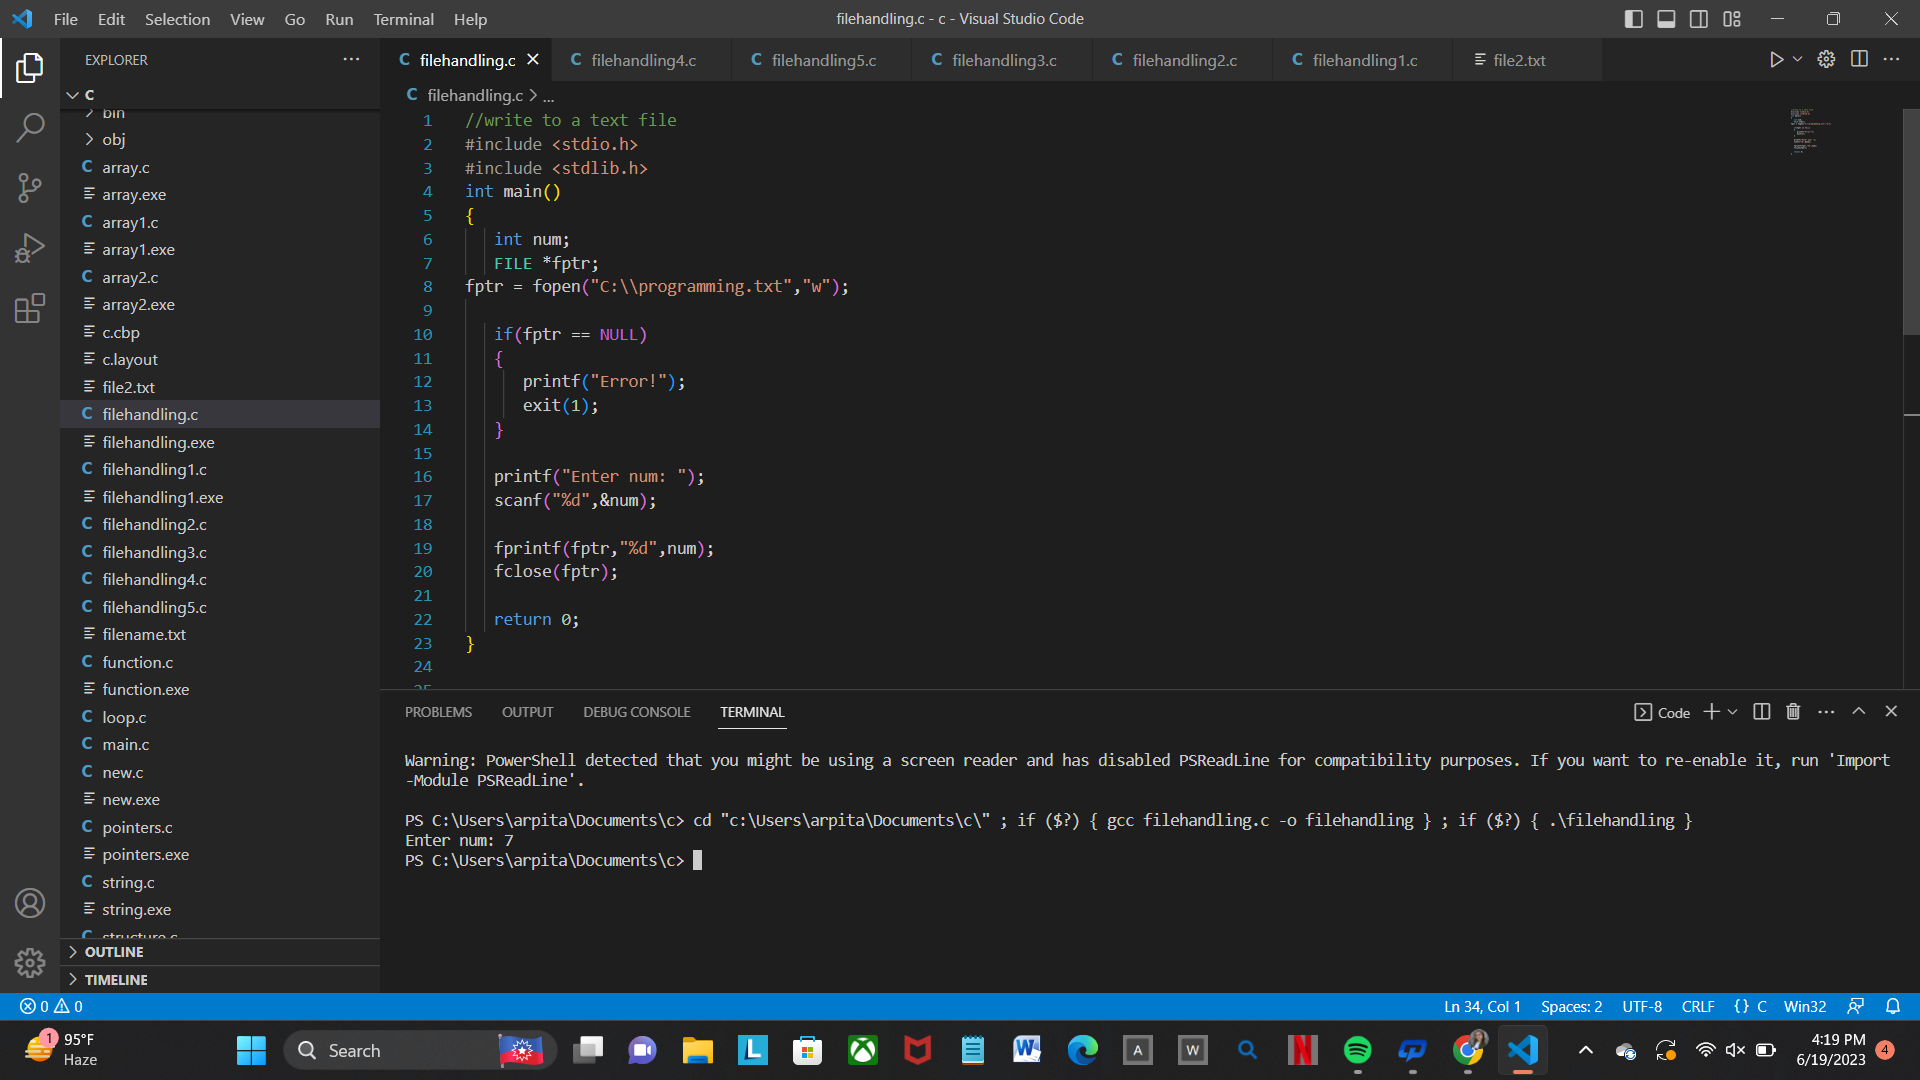 File Edit Selection View Go Run Terminal Help
filehandling.c - c - Visual Studio Code
EXPLORER
C
bin
obj
C array.c
array.exe
C array1.c
array1.exe
C array2.c
array2.exe
c.cbp
c.layout
file2.txt
C filehandling.c
filehandling.exe
C filehandling1.c
filehandling1.exe
C filehandling2.c
C filehandling3.c
C filehandling4.c
C filehandling5.c
filename.txt
C function.c
function.exe
C loop.c
C main.c
C new.c
new.exe
C pointers.c
pointers.exe
C string.c
string.exe
C structure.c
OUTLINE
TIMELINE
C filehandling.c C filehandling4.c C filehandling5.c C filehandling3.c C filehandling2.c C filehandling1.c file2.txt
C filehandling.c > ...
1 //write to a text file
2 #include <stdio.h>
3 #include <stdlib.h>
4 int main()
5 {
6 int num;
7 FILE *fptr;
8 fptr = fopen("C:\\programming.txt","w");
9
10 if(fptr == NULL)
11 {
12 printf("Error!");
13 exit(1);
14 }
15
16 printf("Enter num: ");
17 scanf("%d",&num);
18
19 fprintf(fptr,"%d",num);
20 fclose(fptr);
21
22 return 0;
23 }
24
25
PROBLEMS OUTPUT DEBUG CONSOLE TERMINAL
Code
Warning: PowerShell detected that you might be using a screen reader and has disabled PSReadLine for compatibility purposes. If you want to re-enable it, run 'Import
-Module PSReadLine'.
PS C:\Users\arpita\Documents\c> cd "c:\Users\arpita\Documents\c\" ; if ($?) { gcc filehandling.c -o filehandling } ; if ($?) { .\filehandling }
Enter num: 7
PS C:\Users\arpita\Documents\c>
0 0
Ln 34, Col 1 Spaces: 2 UTF-8 CRLF {} C Win32
1
95°F
Haze
Search
L
A
W
N
4:19 PM
6/19/2023
4